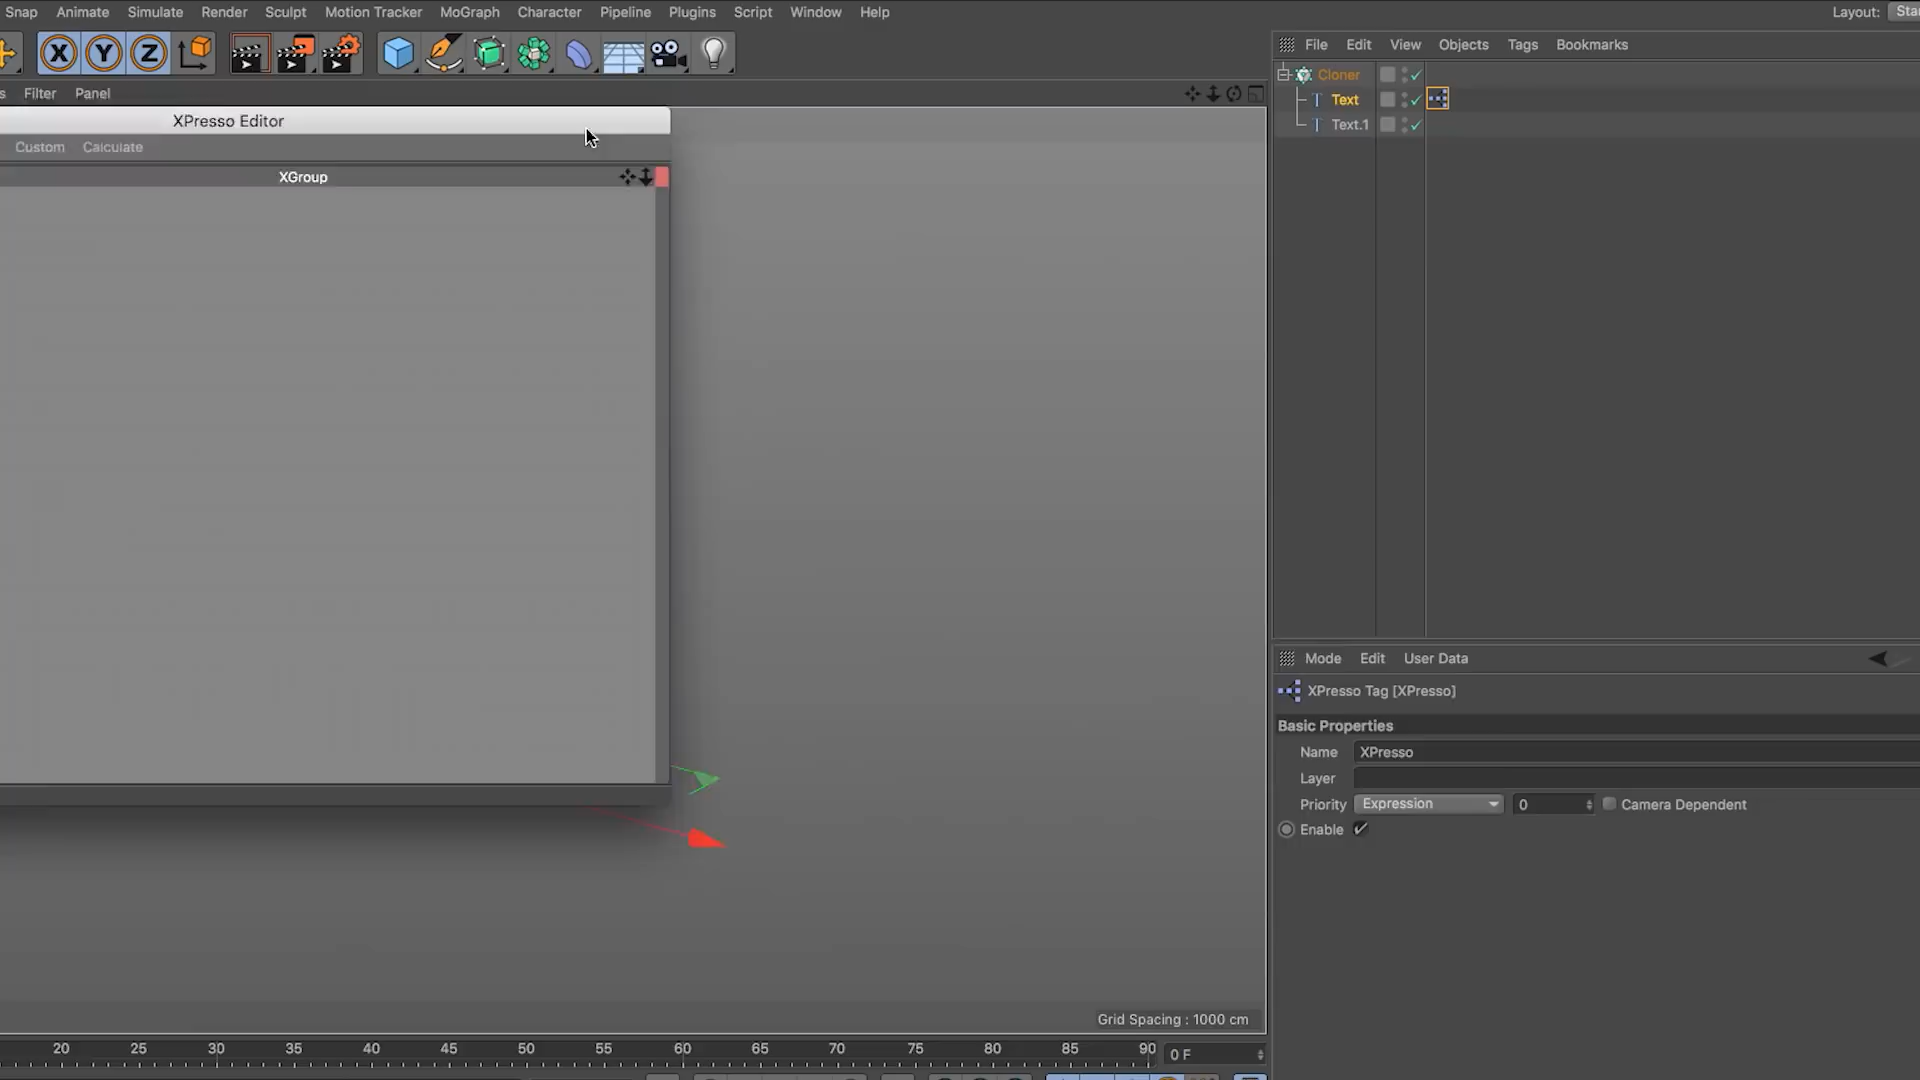 Snap Animate Simulate Render Sculpt Motion Tracker MoGraph Character Pipeline Plugins Script Window Help
Layout:
X Y Z
File Edit View Objects Tags Bookmarks
Cloner
Text
Text.1
Filter Panel
XPresso Editor
Custom Calculate
XGroup
Mode Edit User Data
XPresso Tag [XPresso]
Basic Properties
Name XPresso
Layer
Priority Expression 0 Camera Dependent
Enable
Grid Spacing : 1000 cm
20 25 30 35 40 45 50 55 60 65 70 75 80 85 90 0 F